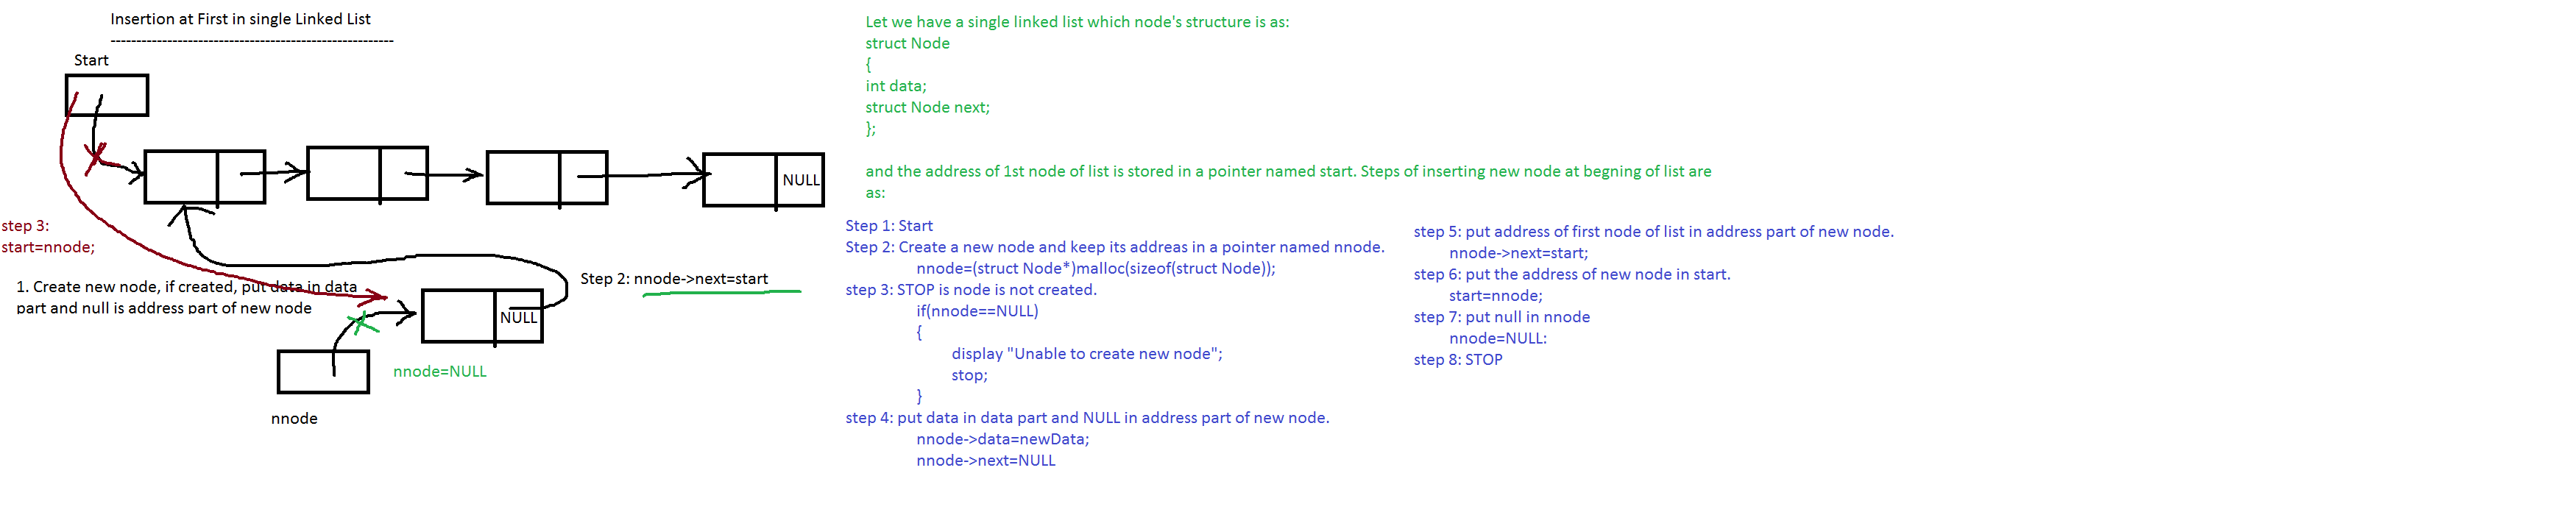 Insertion at First in single Linked List
------------------------------------------------------
Start
NULL
step 3:
start=nnode;
1. Create new node, if created, put data in data
part and null is address part of new node
Step 2: nnode->next=start
NULL
nnode=NULL
nnode
Let we have a single linked list which node's structure is as:
struct Node
{
int data;
struct Node next;
};
and the address of 1st node of list is stored in a pointer named start. Steps of inserting new node at begning of list are
as:
Step 1: Start
Step 2: Create a new node and keep its addreas in a pointer named nnode.
nnode=(struct Node*)malloc(sizeof(struct Node));
step 3: STOP is node is not created.
if(nnode==NULL)
{
display "Unable to create new node";
stop;
}
step 4: put data in data part and NULL in address part of new node.
nnode->data=newData;
nnode->next=NULL
step 5: put address of first node of list in address part of new node.
nnode->next=start;
step 6: put the address of new node in start.
start=nnode;
step 7: put null in nnode
nnode=NULL:
step 8: STOP